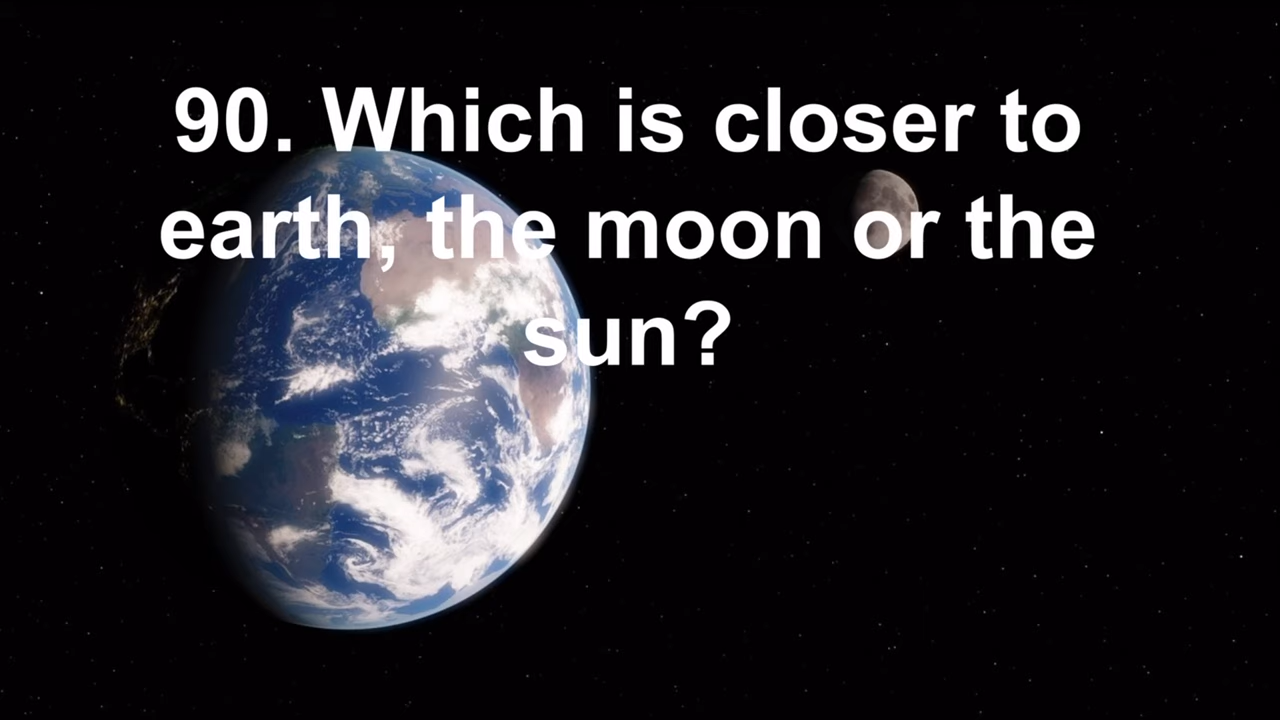 90. Which is closer to
earth, the moon or the
sun?